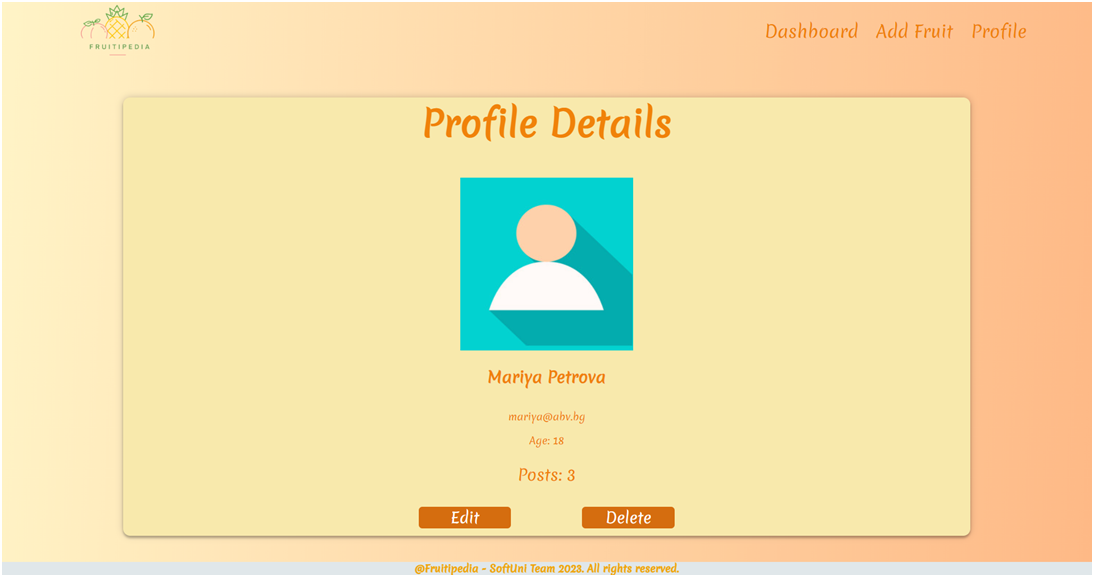 FRUITIPEDIA
Dashboard Add Fruit Profile
Profile Details
Mariya Petrova
mariya@abv.bg
Age: 18
Posts: 3
Edit Delete
@Fruitipedia - SoftUni Team 2023. All rights reserved.